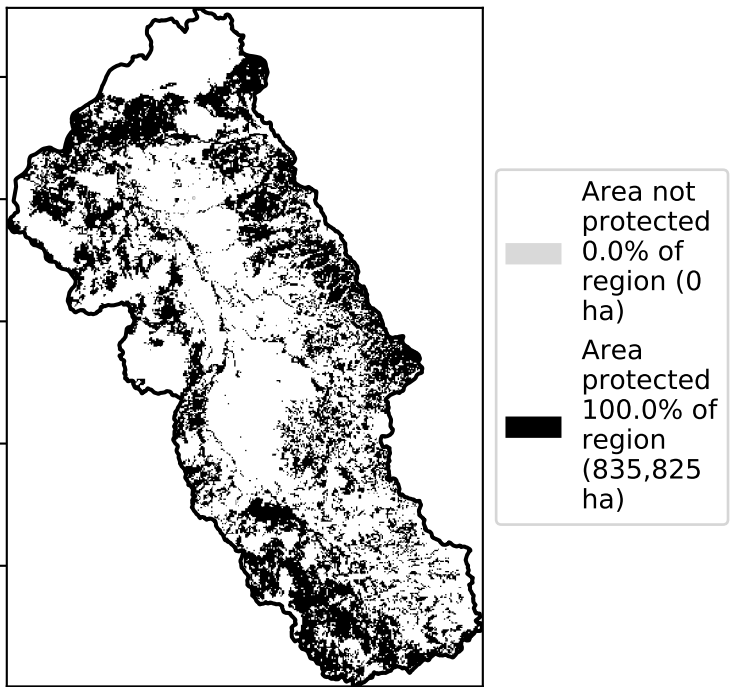 Area not
protected
0.0% of
region (0
ha)
Area
protected
100.0% of
region
(835,825
ha)